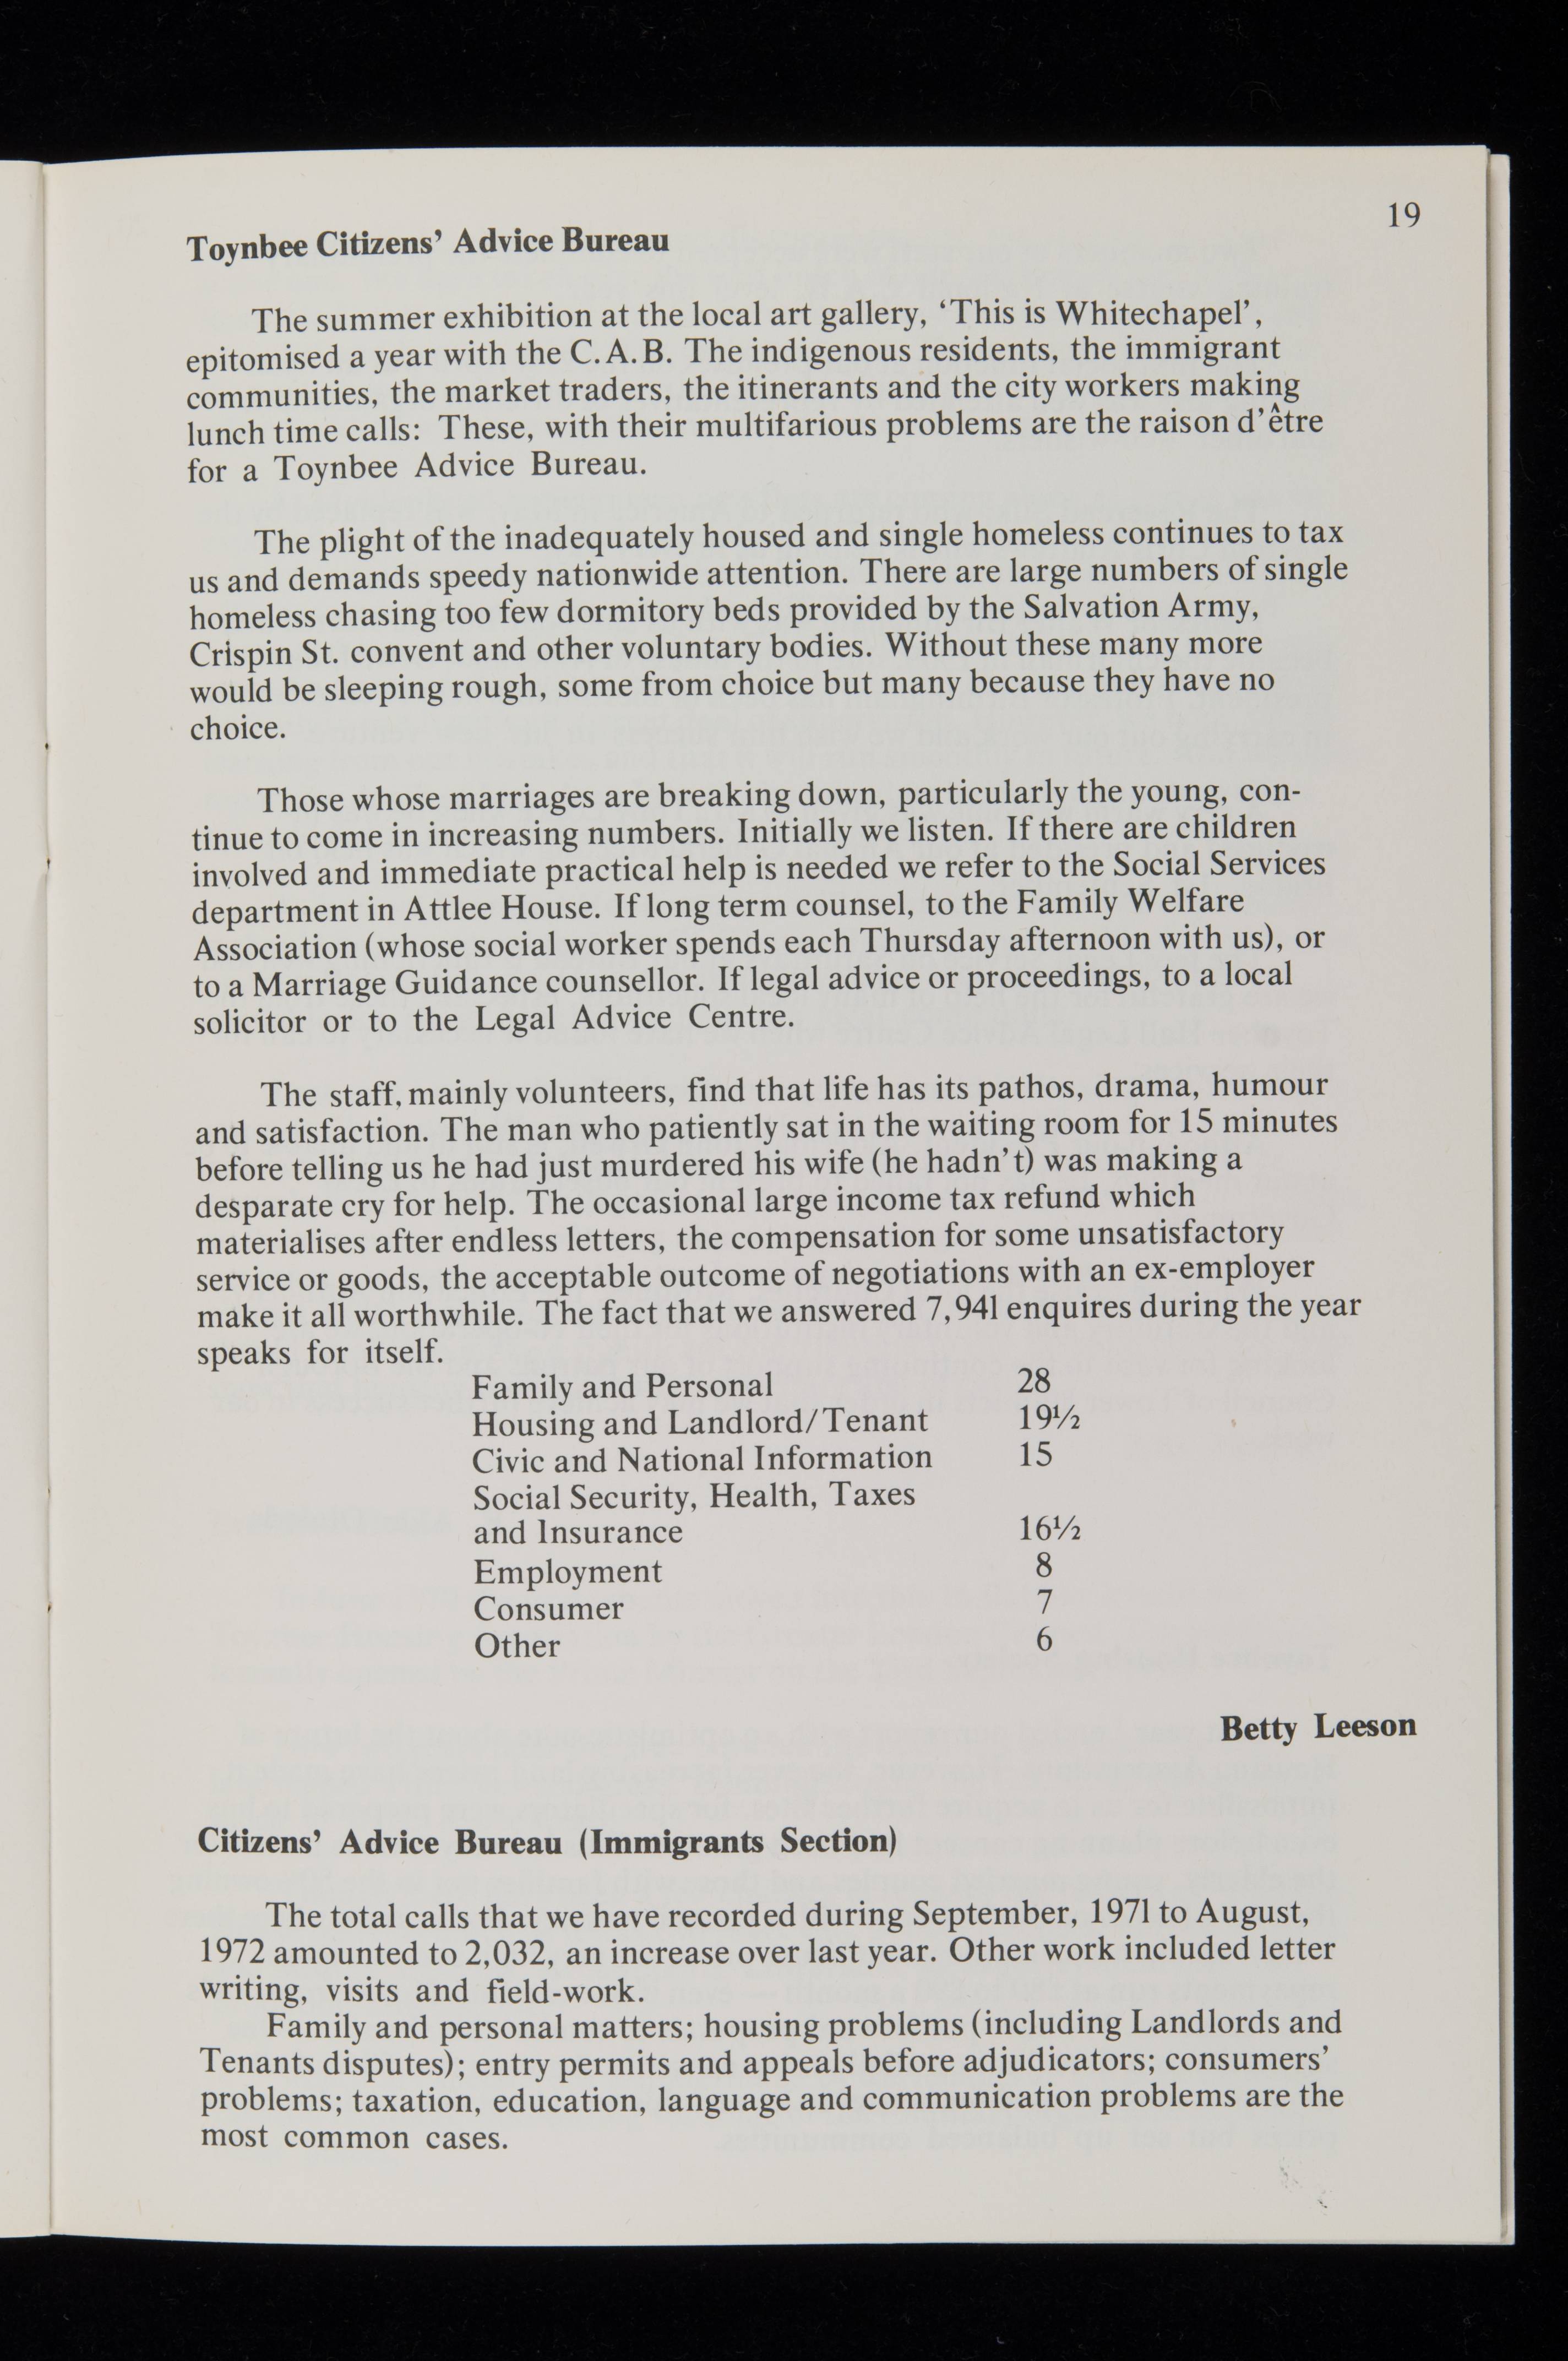 19
Toynbee Citizens’ Advice Bureau
The summer exhibition at the local art gallery, ‘This is Whitechapel’,
epitomised a year with the C.A.B. The indigenous residents, the immigrant
communities, the market traders, the itinerants and the city workers making
lunch time calls: These, with their multifarious problems are the raison d’être
for a Toynbee Advice Bureau.
The plight of the inadequately housed and single homeless continues to tax
us and demands speedy nationwide attention. There are large numbers of single
homeless chasing too few dormitory beds provided by the Salvation Army,
Crispin St. convent and other voluntary bodies. Without these many more
would be sleeping rough, some from choice but many because they have no
choice.
Those whose marriages are breaking down, particularly the young, con-
tinue to come in increasing numbers. Initially we listen. If there are children
involved and immediate practical help is needed we refer to the Social Services
department in Attlee House. If long term counsel, to the Family Welfare
Association (whose social worker spends each Thursday afternoon with us), or
to a Marriage Guidance counsellor. If legal advice or proceedings, to a local
solicitor or to the Legal Advice Centre.
The staff, mainly volunteers, find that life has its pathos, drama, humour
and satisfaction. The man who patiently sat in the waiting room for 15 minutes
before telling us he had just murdered his wife (he hadn’t) was making a
desparate cry for help. The occasional large income tax refund which
materialises after endless letters, the compensation for some unsatisfactory
service or goods, the acceptable outcome of negotiations with an ex-employer
make it all worthwhile. The fact that we answered 7,941 enquires during the year
speaks for itself.
Family and Personal 28
Housing and Landlord/Tenant 19½
Civic and National Information 15
Social Security, Health, Taxes
and Insurance 16½
Employment 8
Consumer 7
Other 6
Betty Leeson
Citizens’ Advice Bureau (Immigrants Section)
The total calls that we have recorded during September, 1971 to August,
1972 amounted to 2,032, an increase over last year. Other work included letter
writing, visits and field-work.
Family and personal matters; housing problems (including Landlords and
Tenants disputes); entry permits and appeals before adjudicators; consumers’
problems; taxation, education, language and communication problems are the
most common cases.